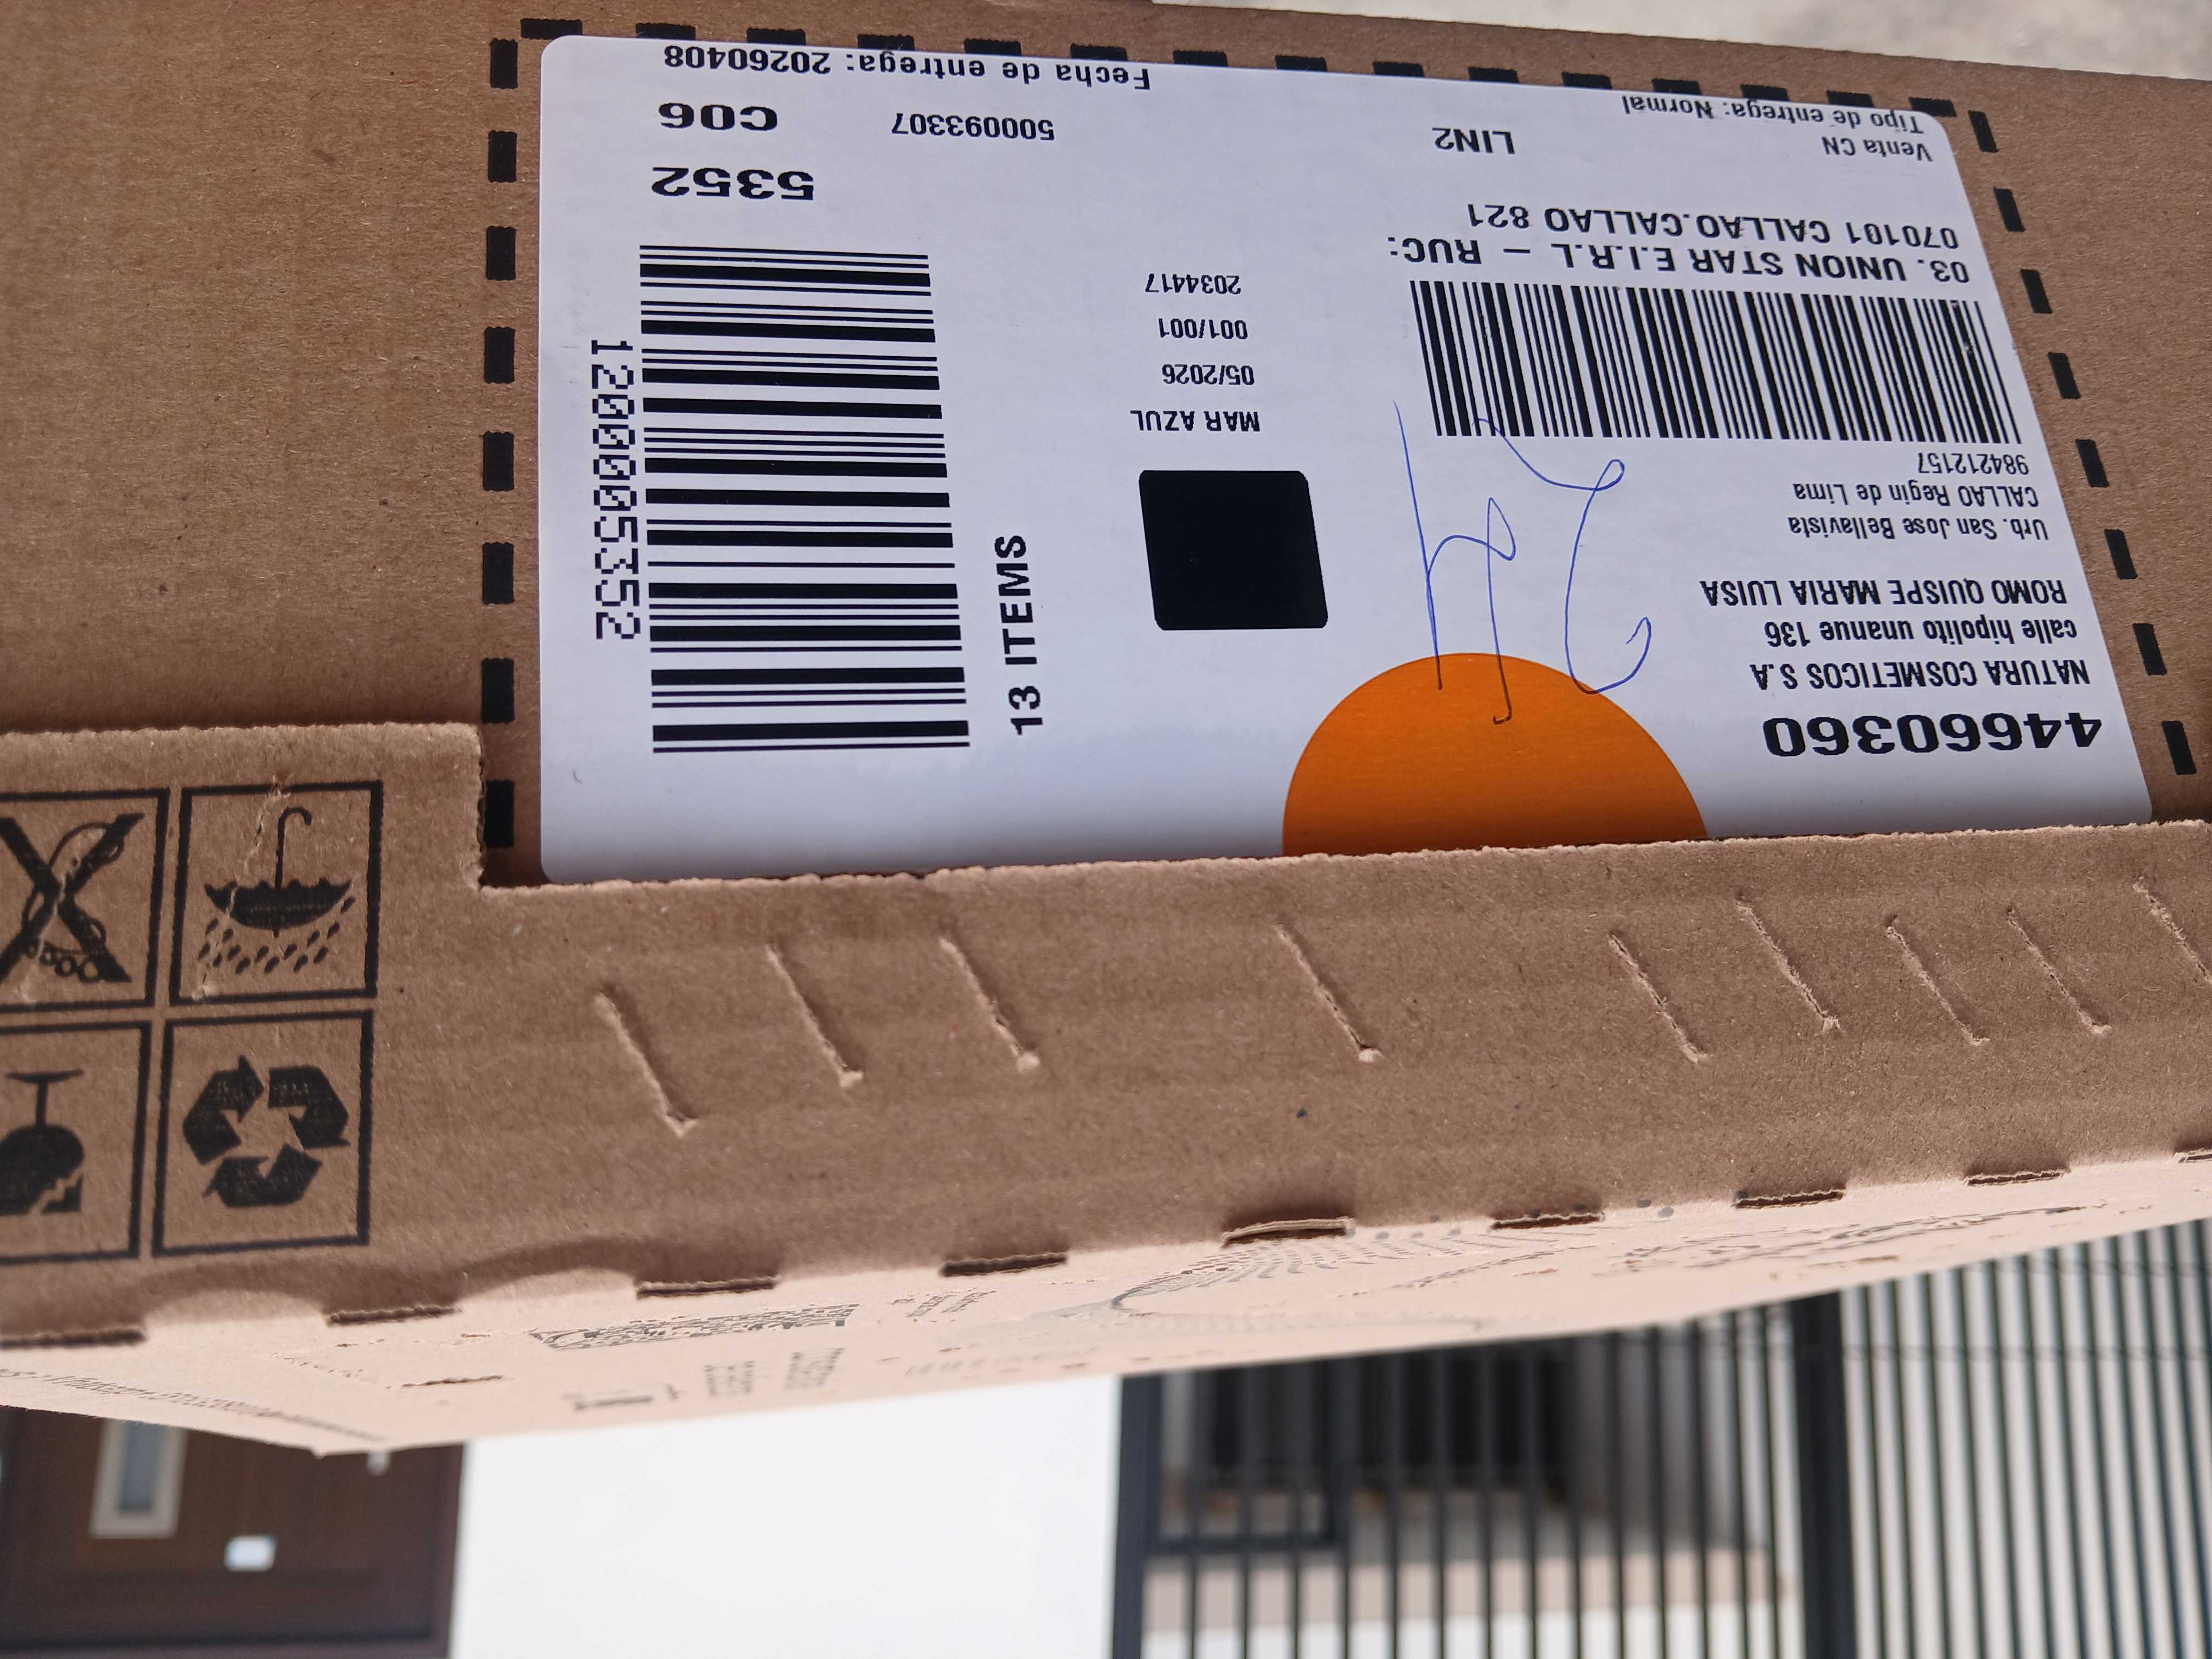 44660360
NATURA COSMETICOS S.A
calle hipolito unanue 136
ROMO QUISPE MARIA LUISA
Urb. San Jose Bellavista
CALLAO Regin de Lima
984212157
03. UNION STAR E.I.R.L - RUC:
070101 CALLAO.CALLAO 821
Venta CN
LIN2
Tipo de entrega: Normal
MAR AZUL
05/2026
001/001
2034417
13 ITEMS
1200005352
5352
500093307
C06
Fecha de entrega: 20260408